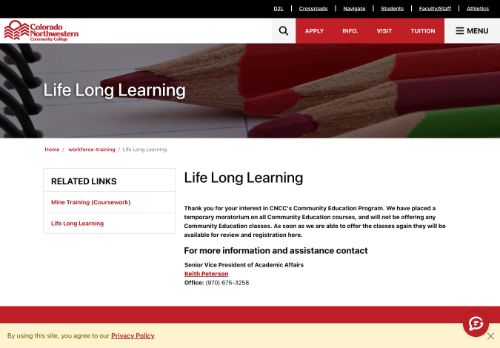 D2L Crossroads Navigate Students Faculty/Staff Athletics
Colorado
Northwestern
Community College
APPLY INFO. VISIT TUITION MENU
Life Long Learning
Home / workforce-training / Life Long Learning
RELATED LINKS
Mine Training (Coursework)
Life Long Learning
Life Long Learning
Thank you for your interest in CNCC's Community Education Program. We have placed a
temporary moratorium on all Community Education courses, and will not be offering any
Community Education classes. As soon as we are able to offer the classes again they will be
available for review and registration here.
For more information and assistance contact
Senior Vice President of Academic Affairs
Keith Peterson
Office: (970) 675-3258
By using this site, you agree to our Privacy Policy